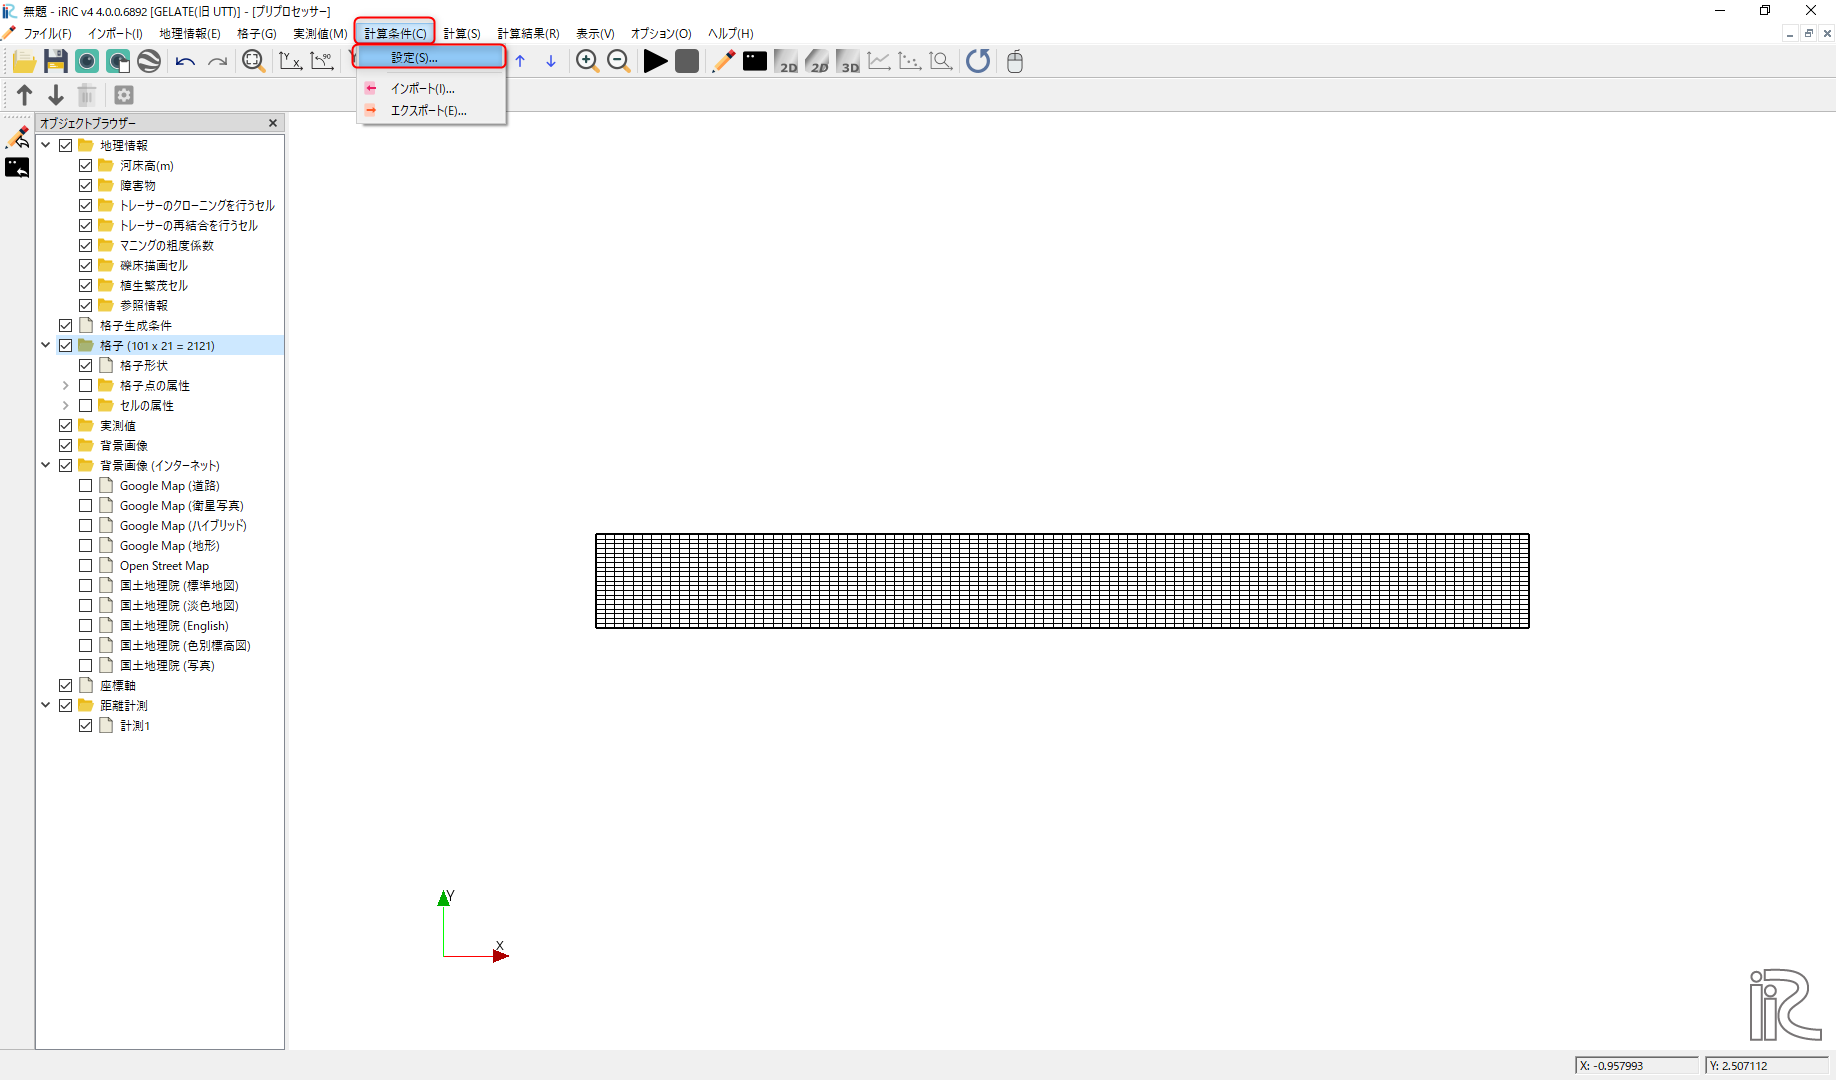 無題 - iRIC v4 4.0.0.6892 [GELATE(旧 UTT)] - [プリプロセッサー]
ファイル(F) インポート(I) 地理情報(E) 格子(G) 実測値(M) 計算条件(C) 計算(S) 計算結果(R) 表示(V) オプション(O) ヘルプ(H)
設定(S)...
インポート(I)...
エクスポート(E)...
2D 2D 3D
オブジェクトブラウザー
地理情報
河床高(m)
障害物
トレーサーのクローニングを行うセル
トレーサーの再結合を行うセル
マニングの粗度係数
礫床描画セル
植生繁茂セル
参照情報
格子生成条件
格子 (101 x 21 = 2121)
格子形状
格子点の属性
セルの属性
実測値
背景画像
背景画像 (インターネット)
Google Map (道路)
Google Map (衛星写真)
Google Map (ハイブリッド)
Google Map (地形)
Open Street Map
国土地理院 (標準地図)
国土地理院 (淡色地図)
国土地理院 (English)
国土地理院 (色別標高図)
国土地理院 (写真)
座標軸
距離計測
計測1
Y
X
iRIC
X: -0.957993
Y: 2.507112